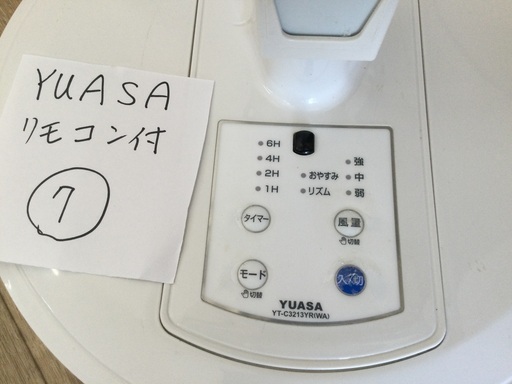 YUASA
リモコン付
7
6H
4H
2H
1H
おやすみ
リズム
強
中
弱
タイマー
風量
切替
モード
切替
入/切
YUASA
YT-C3213YR(WA)